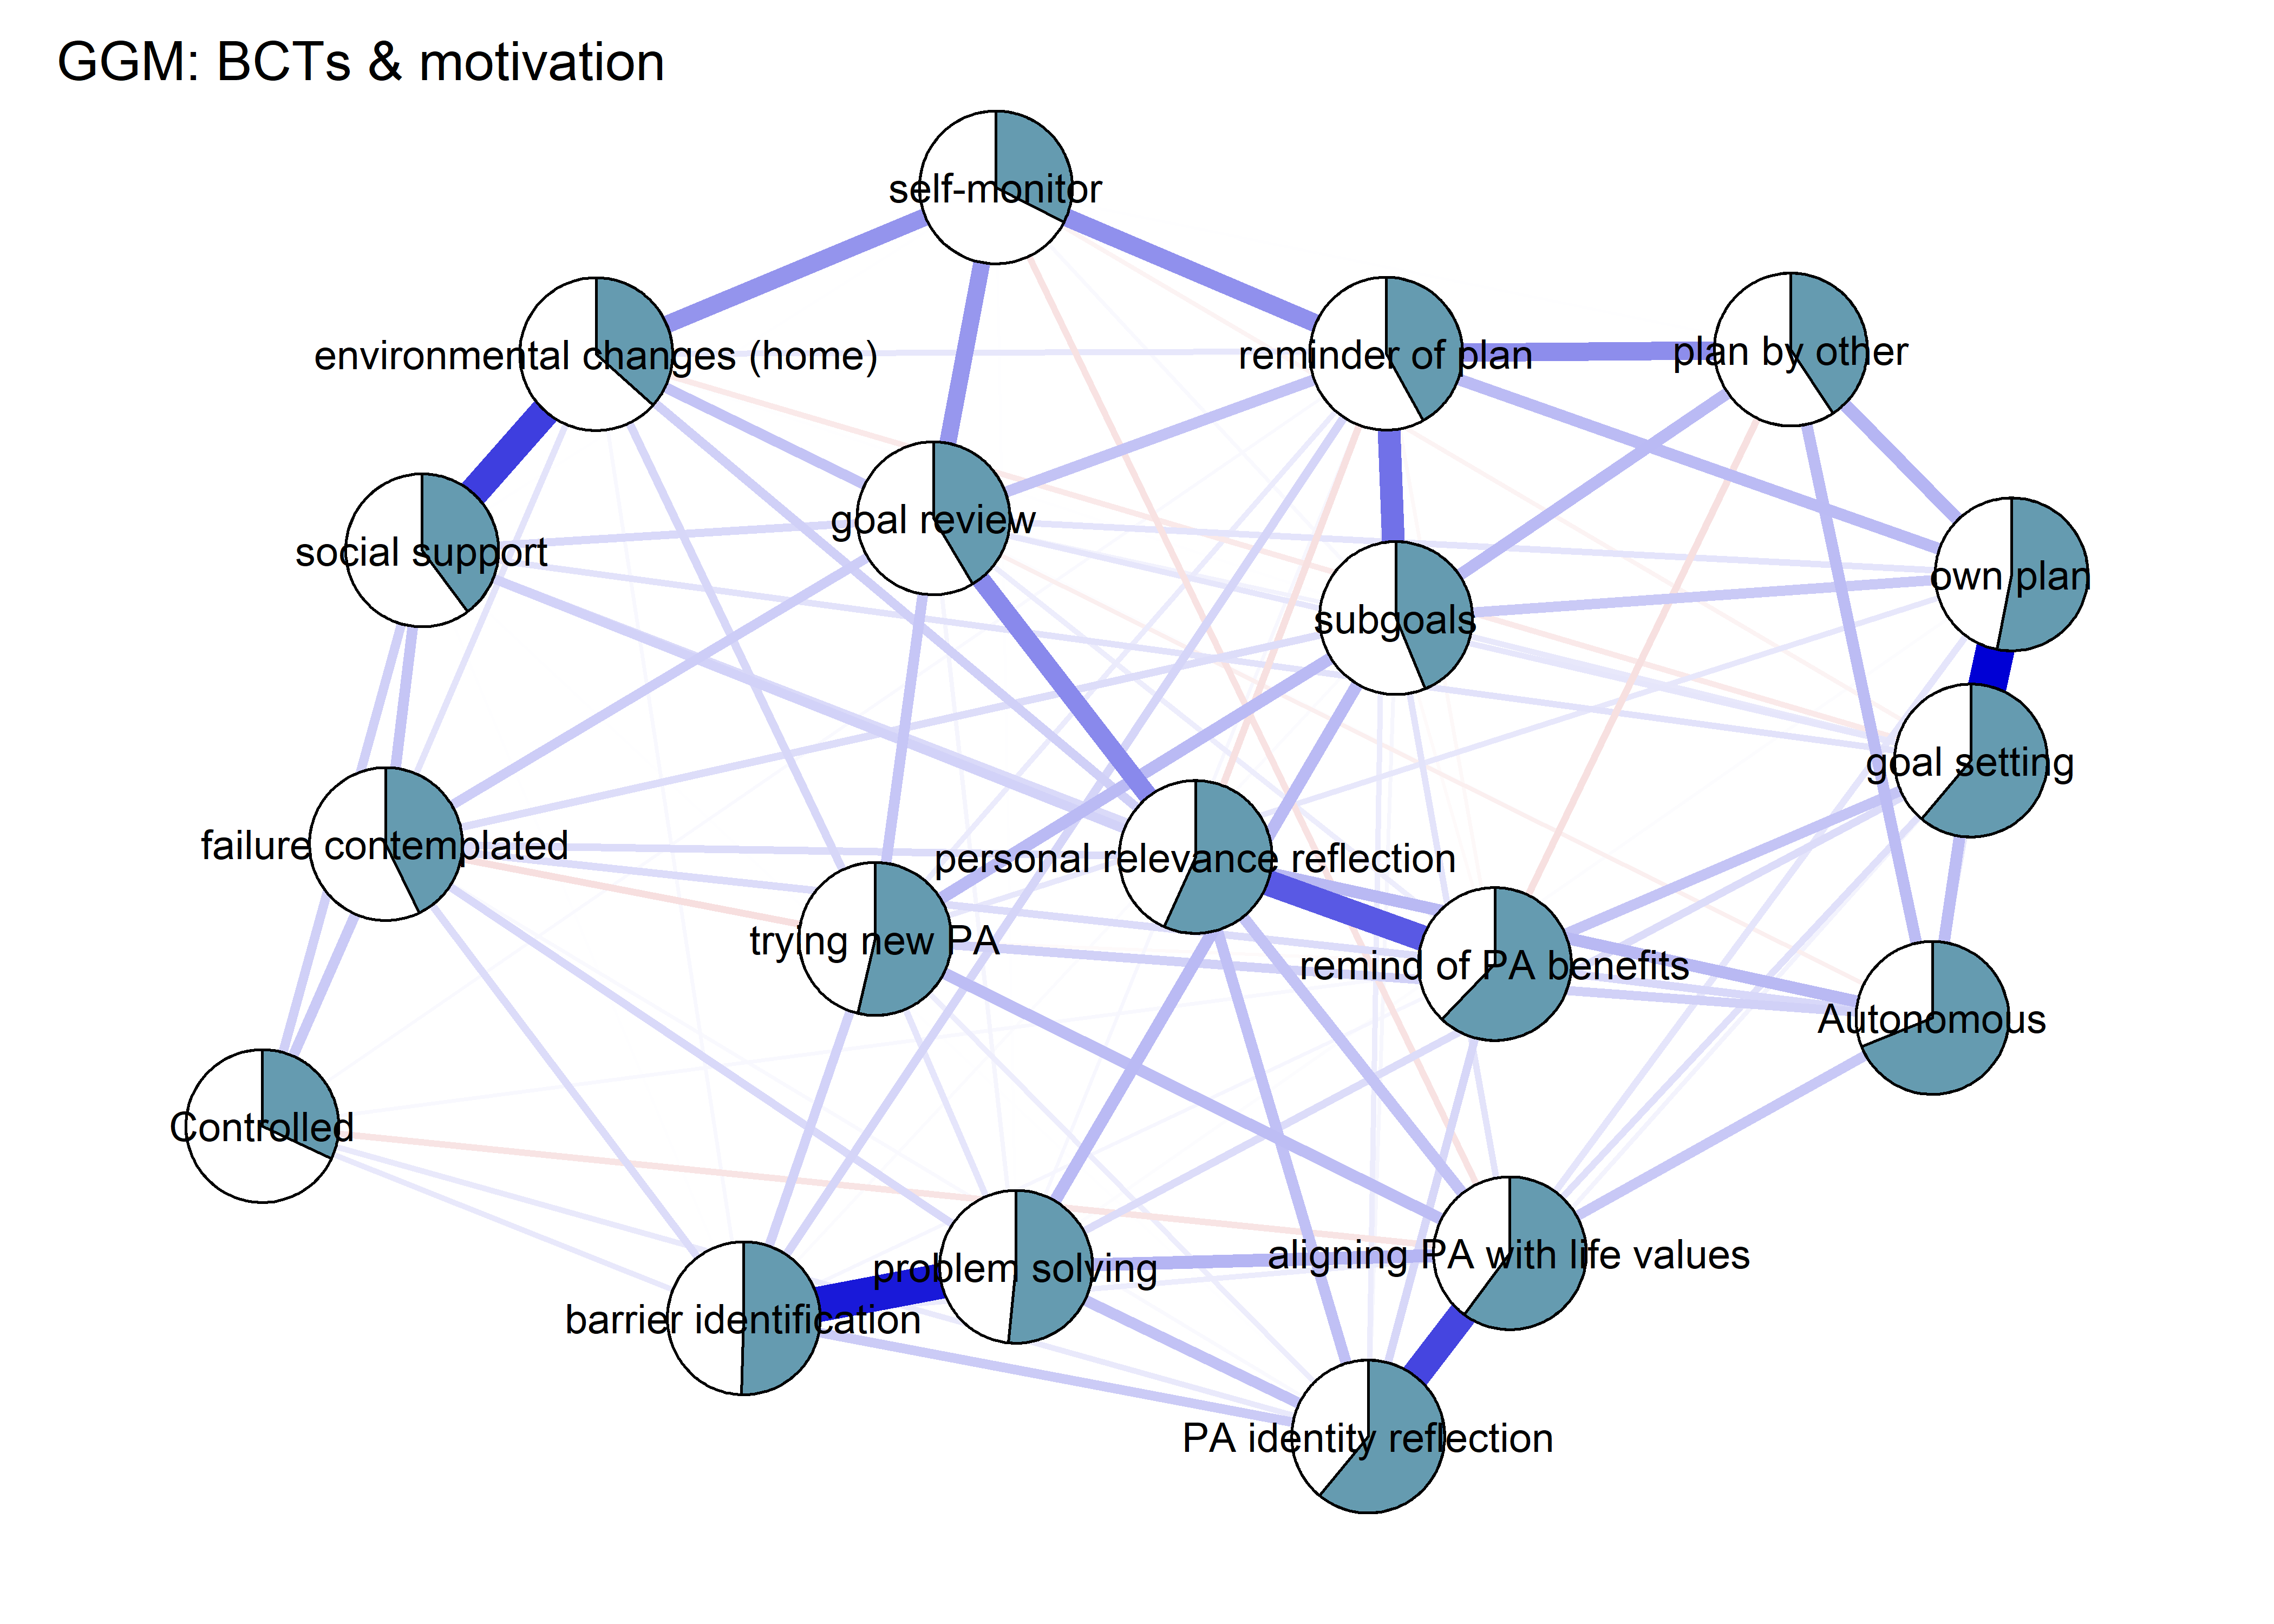 GGM: BCTs & motivation
self-monitor
environmental changes (home)
reminder of plan
plan by other
goal review
social support
own plan
subgoals
goal setting
failure contemplated
personal relevance reflection
trying new PA
remind of PA benefits
Autonomous
Controlled
problem solving
aligning PA with life values
barrier identification
PA identity reflection